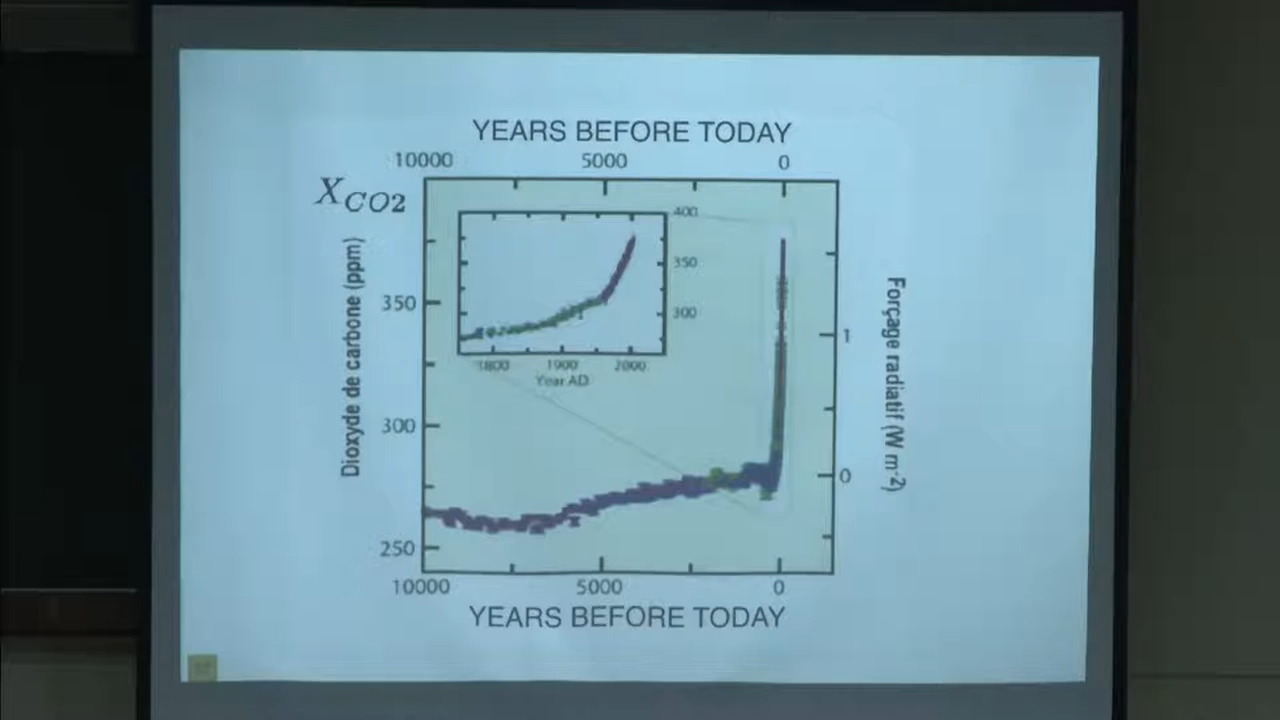 YEARS BEFORE TODAY
10000 5000 0
X_CO2
400
350
300
1800 1900 2000
Year AD
Dioxyde de carbone (ppm)
350
300
250
1
0
Forçage radiatif (W m-2)
10000 5000 0
YEARS BEFORE TODAY